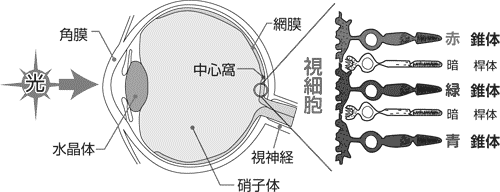 光
角膜
水晶体
網膜
中心窩
視神経
硝子体
視細胞
赤 錐体
暗 桿体
緑 錐体
暗 桿体
青 錐体